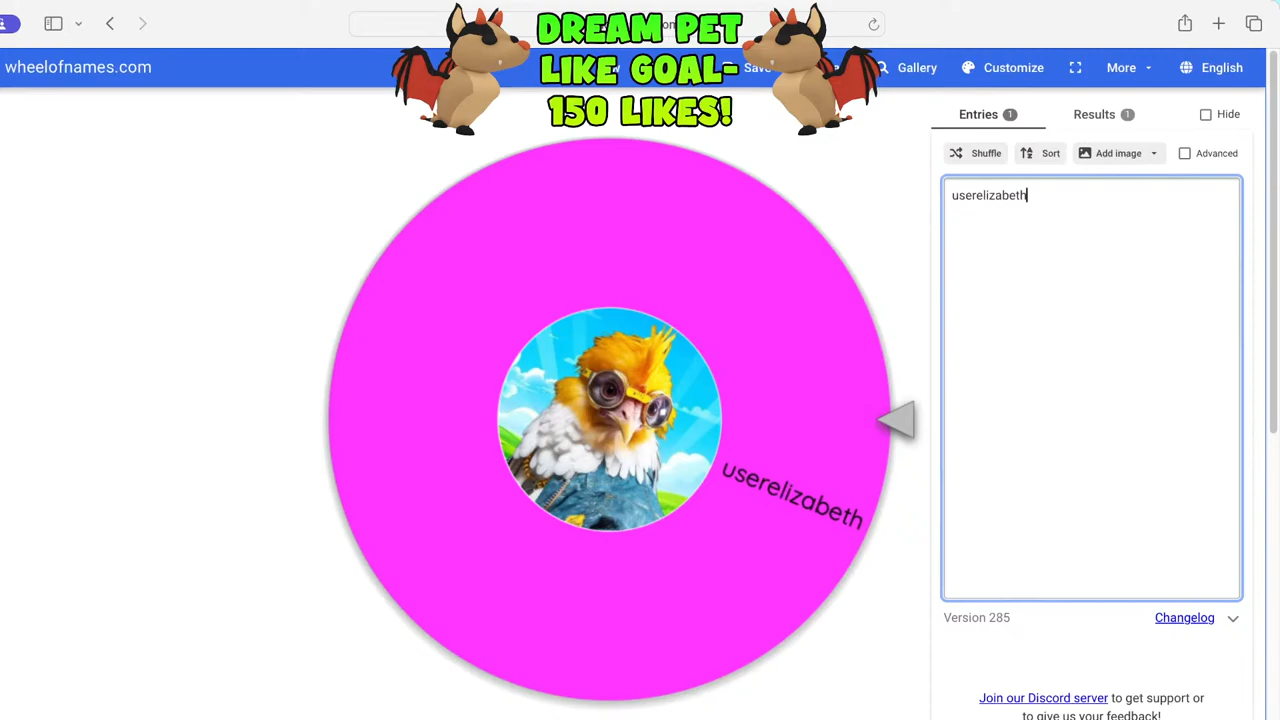 DREAM PET
LIKE GOAL-
150 LIKES!
wheelofnames.com
Gallery
Customize
More
English
Entries 1
Results 1
Hide
Shuffle
Sort
Add image
Advanced
userelizabeth
userelizabeth
Version 285
Changelog
Join our Discord server to get support or
to give us your feedback!